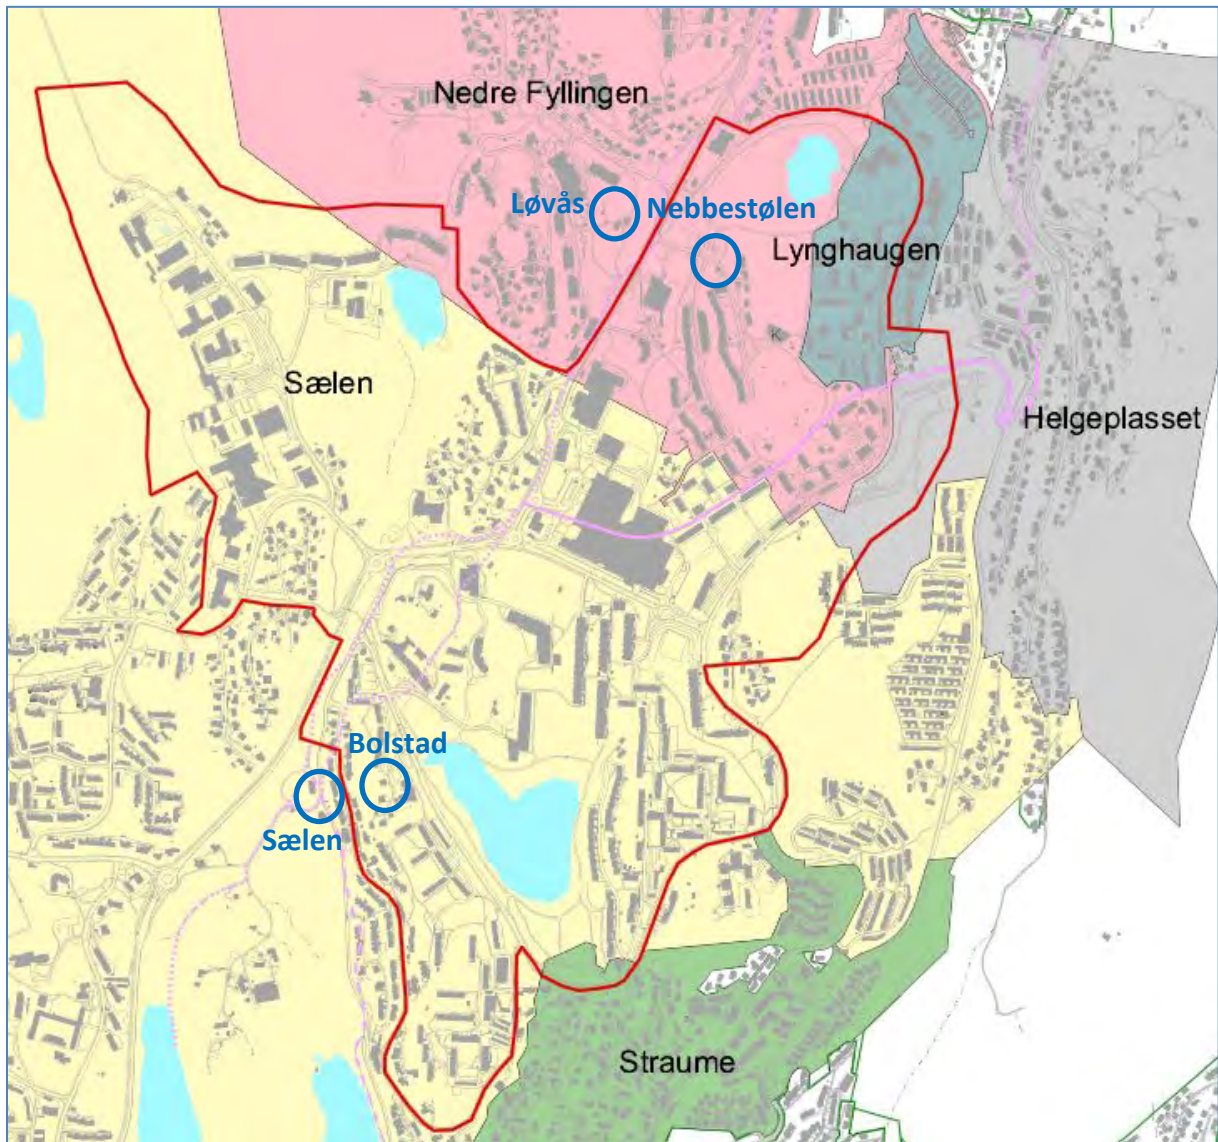 Nedre Fyllingen
Løvås
Nebbestølen
Lynghaugen
Sælen
Helgeplasset
Bolstad
Sælen
Straume